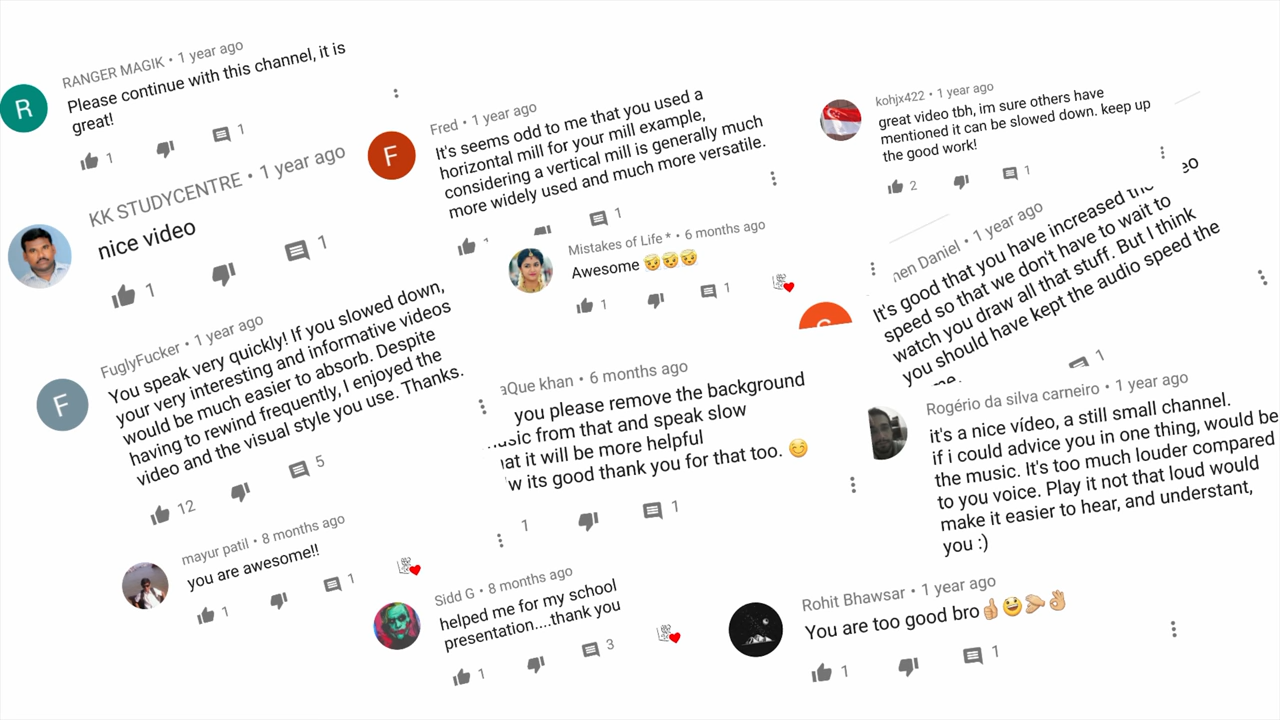 RANGER MAGIK • 1 year ago
Please continue with this channel, it is
great!
1
1
R
KK STUDYCENTRE • 1 year ago
nice video
1
1
FuglyFucker • 1 year ago
You speak very quickly! If you slowed down,
your very interesting and informative videos
would be much easier to absorb. Despite
having to rewind frequently, I enjoyed the
video and the visual style you use. Thanks.
F
12
5
mayur patil • 8 months ago
you are awesome!!
1
1
Fred • 1 year ago
It's seems odd to me that you used a
horizontal mill for your mill example,
considering a vertical mill is generally much
more widely used and much more versatile.
F
1
Mistakes of Life * • 6 months ago
Awesome 😇😇😇
1
1
aQue khan • 6 months ago
you please remove the background
from that and speak slow
it will be more helpful
its good thank you for that too. 😊
1
1
Sidd G • 8 months ago
helped me for my school
presentation....thank you
1
3
kohjx422 • 1 year ago
great video tbh, im sure others have
mentioned it can be slowed down. keep up
the good work!
2
1
Daniel • 1 year ago
It's good that you have increased the
speed so that we don't have to wait to
watch you draw all that stuff. But I think
you should have kept the audio speed the
1
Rogério da silva carneiro • 1 year ago
it's a nice vídeo, a still small channel.
if i could advice you in one thing, would be
the music. It's too much louder compared
to you voice. Play it not that loud would
make it easier to hear, and understant,
you :)
Rohit Bhawsar • 1 year ago
You are too good bro👍😃🫴👌
1
1